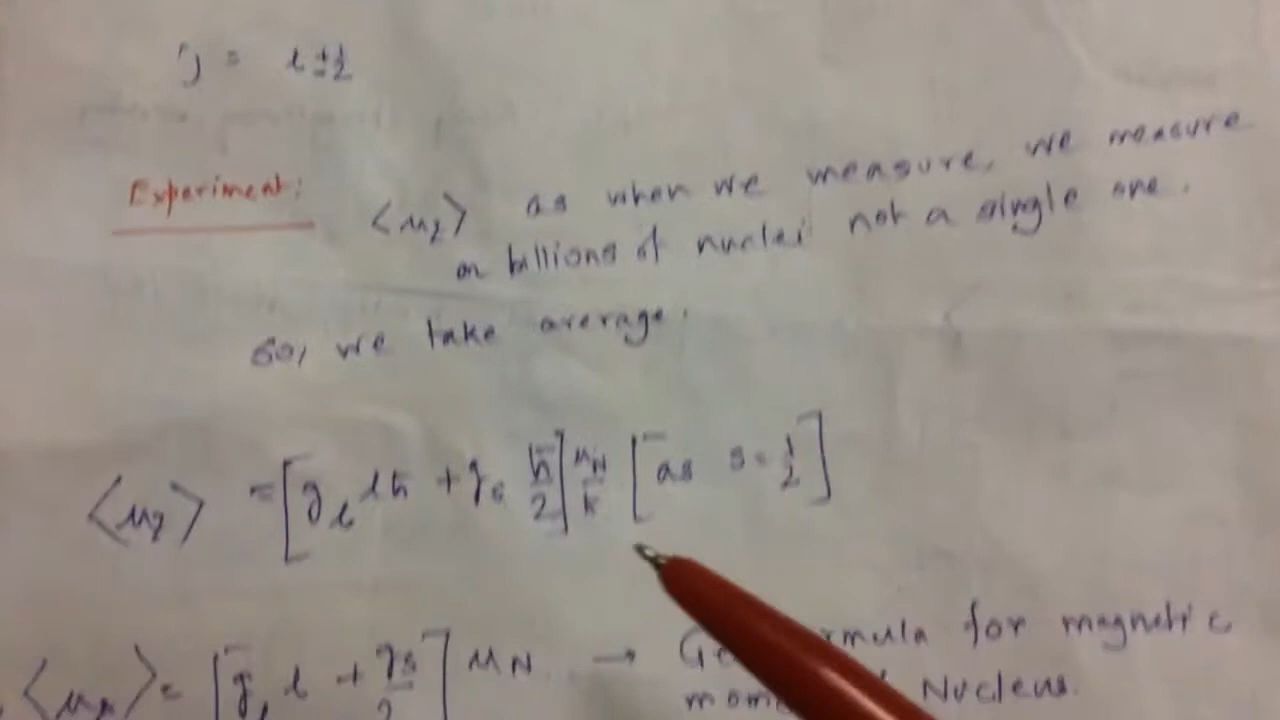 j = l ± 1/2
Experiment: <μz> as when we measure, we measure
on billions of nuclei not a single one.
so, we take average.
<μz> = [gl lħ + gs ħ/2] μN/ħ [as s = 1/2]
= [gl l + gs/2] μN → formula for magnetic
Nucleus.